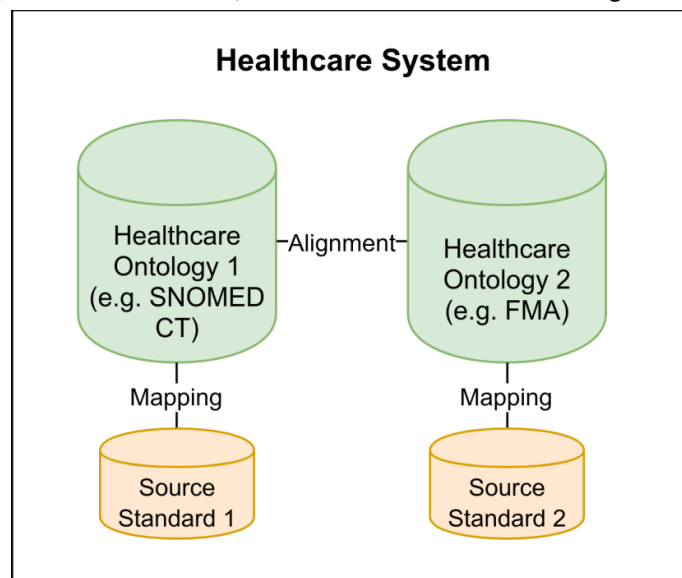 Healthcare System
Healthcare
Ontology 1
(e.g. SNOMED
CT)
Alignment
Healthcare
Ontology 2
(e.g. FMA)
Mapping
Mapping
Source
Standard 1
Source
Standard 2